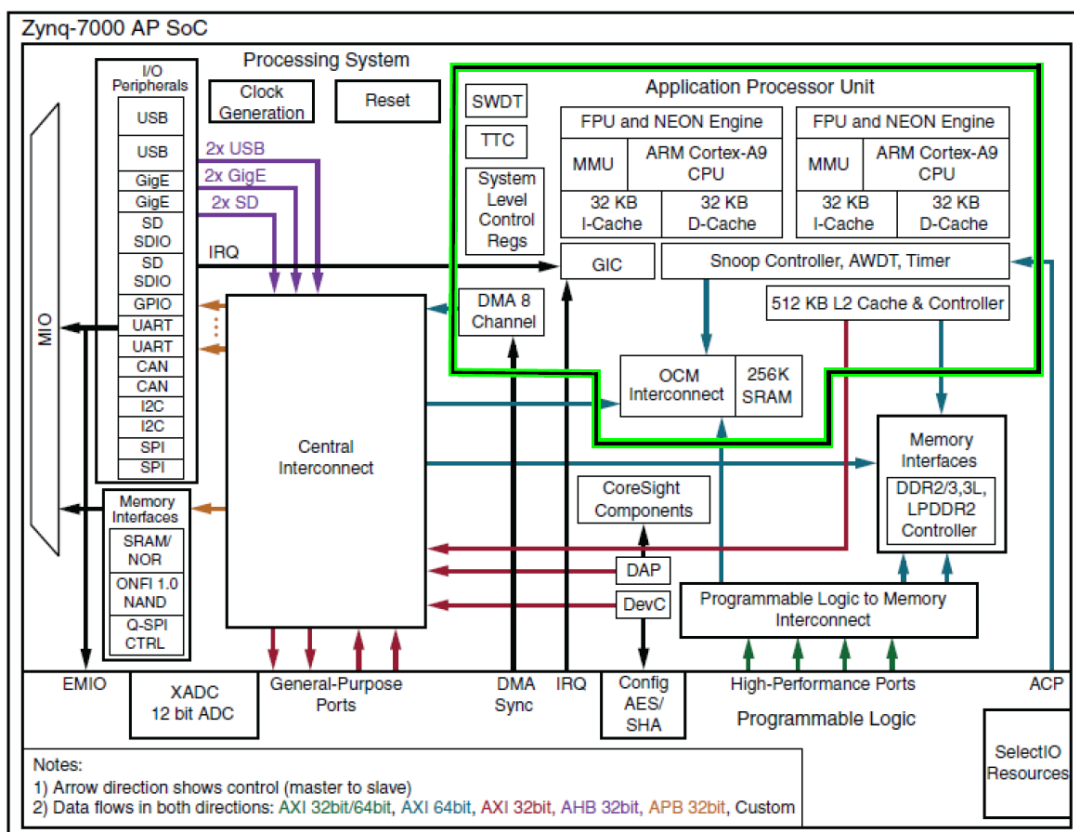 Zynq-7000 AP SoC
Processing System
I/O
Peripherals
USB
USB
GigE
GigE
SD
SDIO
SD
SDIO
GPIO
UART
UART
CAN
CAN
I2C
I2C
SPI
SPI
MIO
Clock
Generation
Reset
2x USB
2x GigE
2x SD
IRQ
Application Processor Unit
SWDT
TTC
System
Level
Control
Regs
FPU and NEON Engine
MMU
ARM Cortex-A9
CPU
32 KB
I-Cache
32 KB
D-Cache
FPU and NEON Engine
MMU
ARM Cortex-A9
CPU
32 KB
I-Cache
32 KB
D-Cache
GIC
Snoop Controller, AWDT, Timer
DMA 8
Channel
512 KB L2 Cache & Controller
OCM
Interconnect
256K
SRAM
Central
Interconnect
Memory
Interfaces
DDR2/3,3L,
LPDDR2
Controller
CoreSight
Components
DAP
DevC
Programmable Logic to Memory
Interconnect
Memory
Interfaces
SRAM/
NOR
ONFI 1.0
NAND
Q-SPI
CTRL
EMIO
XADC
12 bit ADC
General-Purpose
Ports
DMA
Sync
IRQ
Config
AES/
SHA
High-Performance Ports
ACP
Programmable Logic
SelectIO
Resources
Notes:
1) Arrow direction shows control (master to slave)
2) Data flows in both directions: AXI 32bit/64bit, AXI 64bit, AXI 32bit, AHB 32bit, APB 32bit, Custom